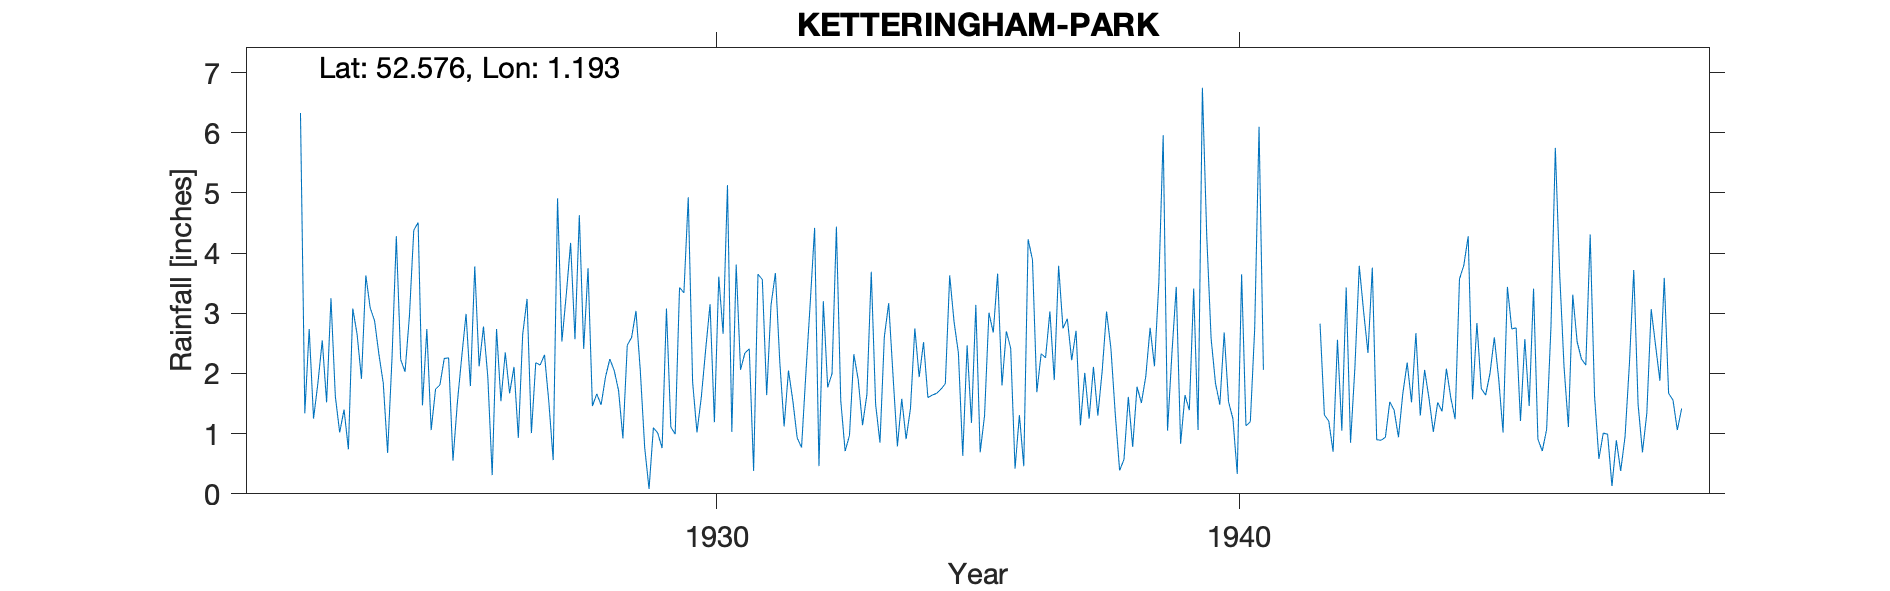 KETTERINGHAM-PARK
Lat: 52.576, Lon: 1.193
7
6
5
4
3
2
1
0
Rainfall [inches]
1930
1940
Year